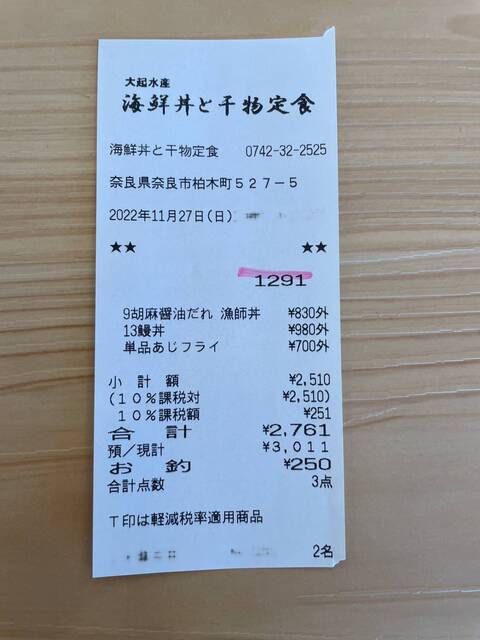 大起水産
海鮮丼と干物定食
海鮮丼と干物定食 0742-32-2525
奈良県奈良市柏木町527-5
2022年11月27日(日)
★★ ★★
1291
9胡麻醤油だれ 漁師丼 ¥830外
13鰻丼 ¥980外
単品あじフライ ¥700外
小計額 ¥2,510
(10%課税対 ¥2,510)
10%課税額 ¥251
合計 ¥2,761
預/現計 ¥3,011
お釣 ¥250
合計点数 3点
T印は軽減税率適用商品
2名